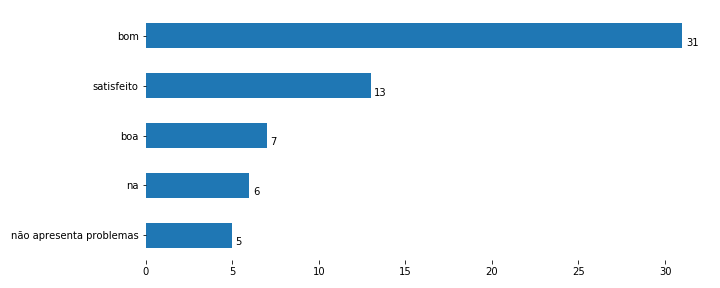 bom
31
satisfeito
13
boa
7
na
6
não apresenta problemas
5
0 5 10 15 20 25 30